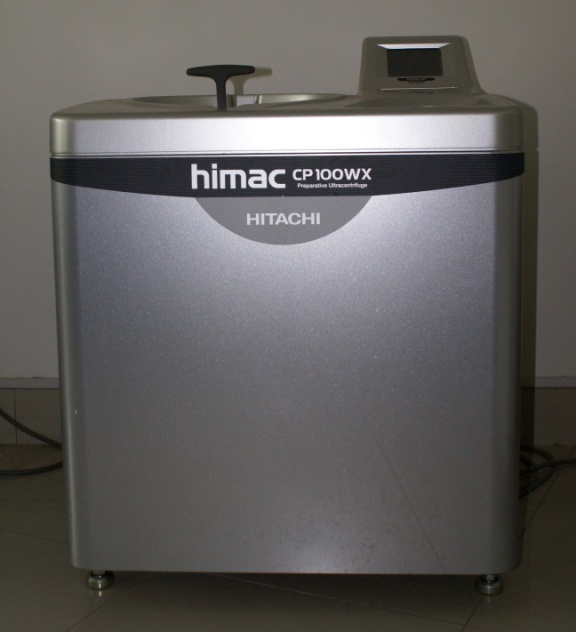 himac CP100WX
Preparative Ultracentrifuge
HITACHI